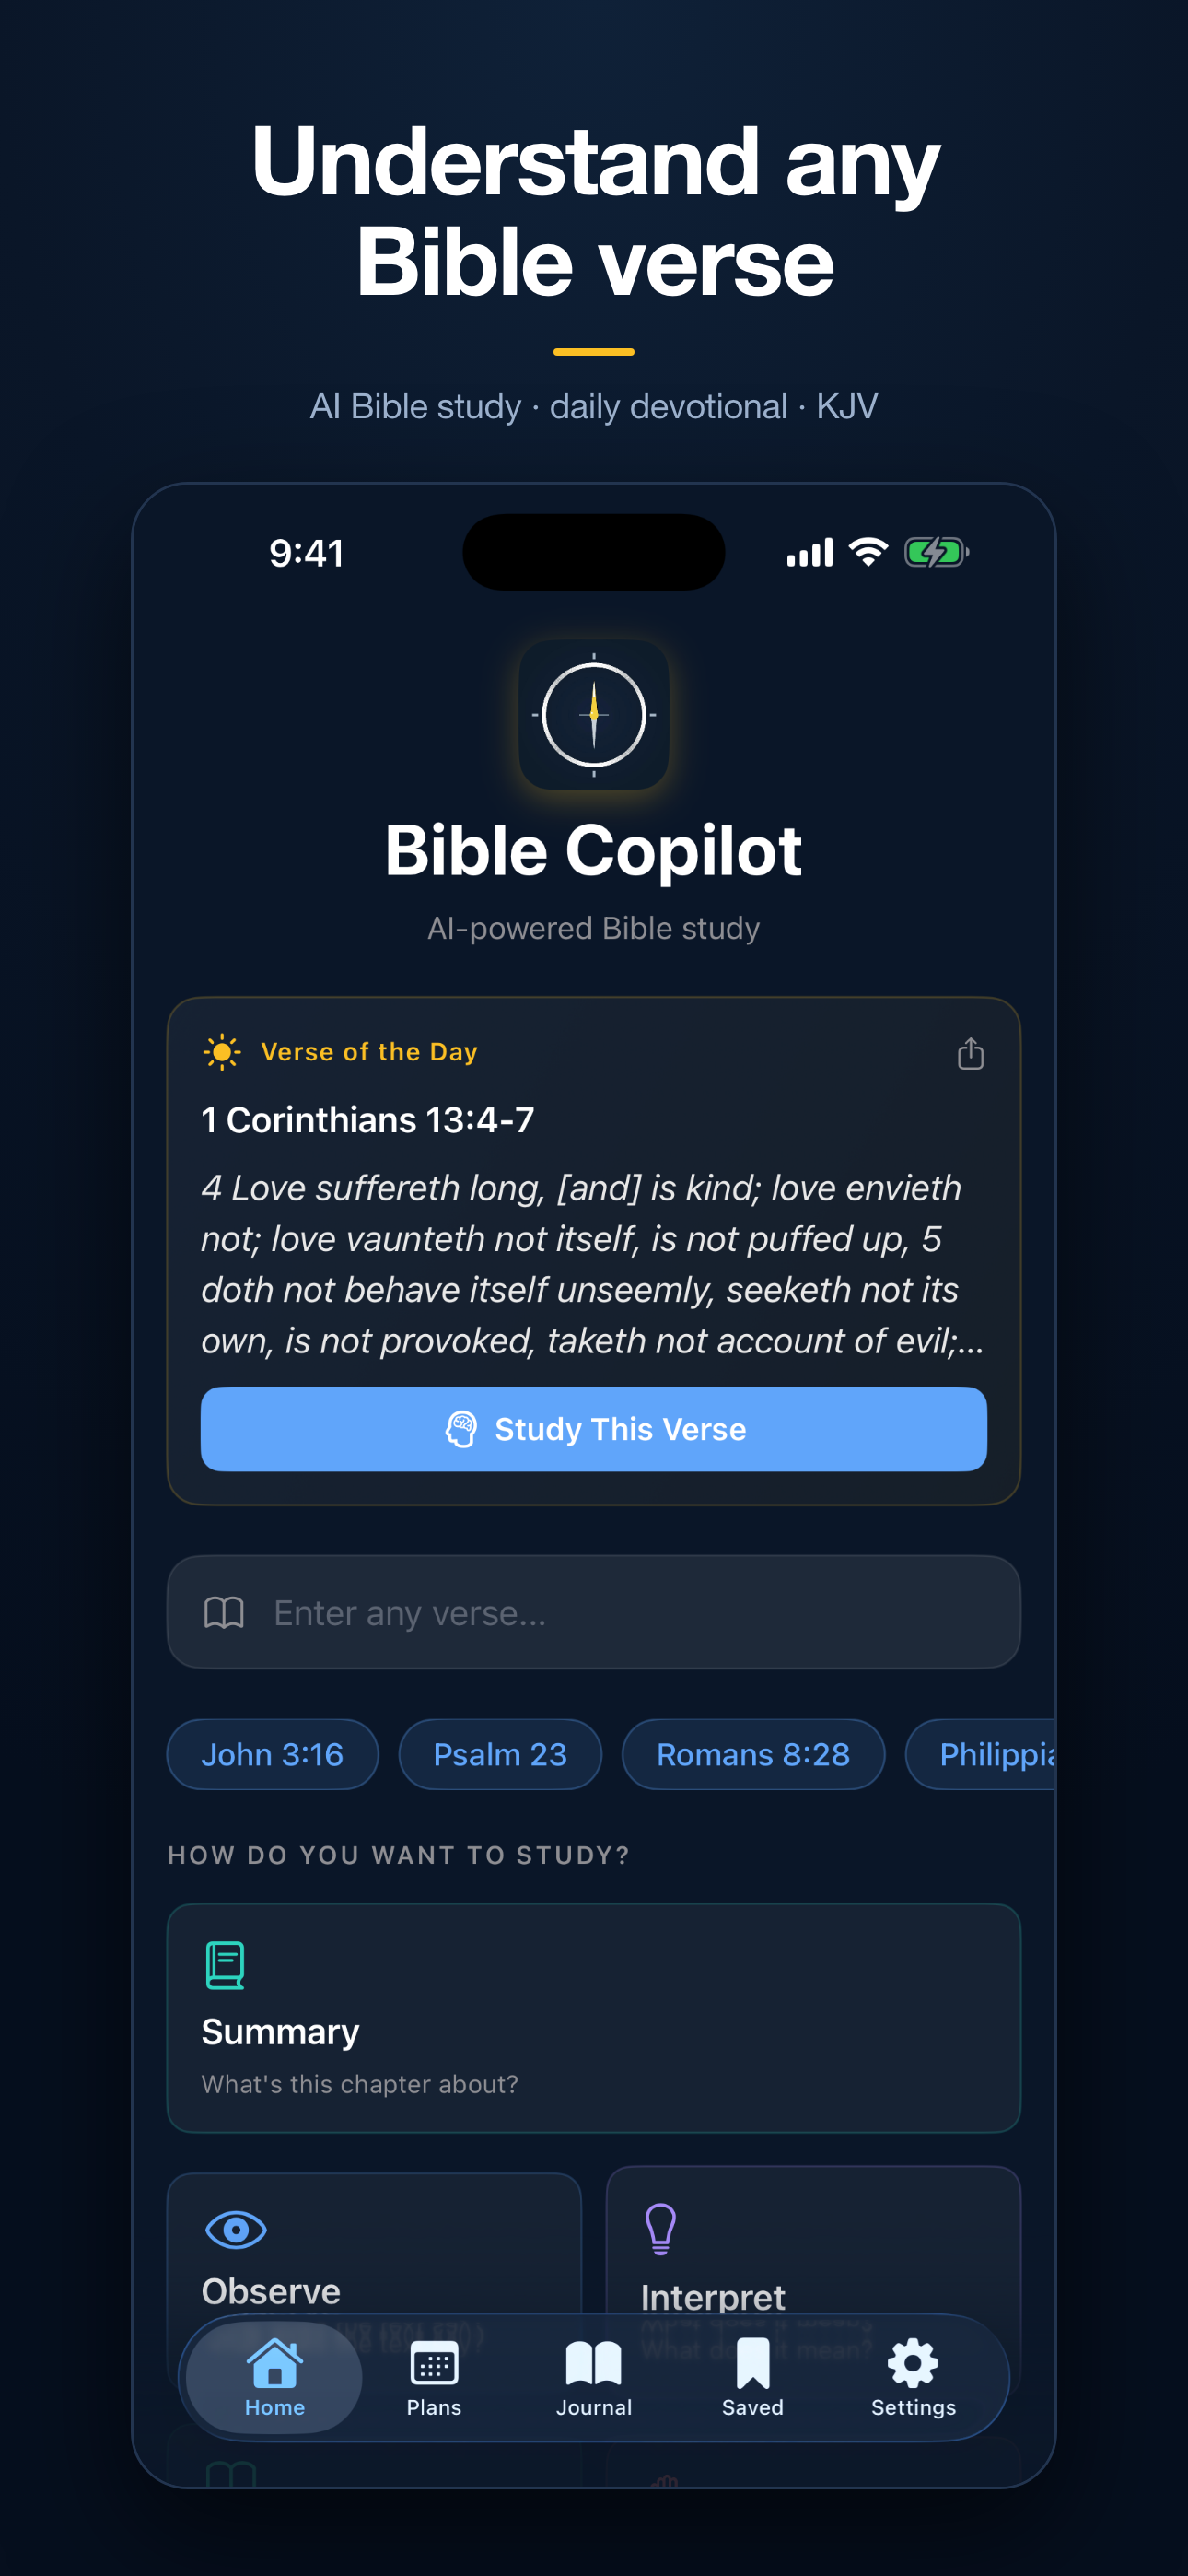 Understand any
Bible verse
AI Bible study · daily devotional · KJV
9:41
Bible Copilot
AI-powered Bible study
Verse of the Day
1 Corinthians 13:4-7
4 Love suffereth long, [and] is kind; love envieth
not; love vaunteth not itself, is not puffed up, 5
doth not behave itself unseemly, seeketh not its
own, is not provoked, taketh not account of evil;...
Study This Verse
Enter any verse...
John 3:16 Psalm 23 Romans 8:28 Philippia
HOW DO YOU WANT TO STUDY?
Summary
What's this chapter about?
Observe Interpret
Home Plans Journal Saved Settings